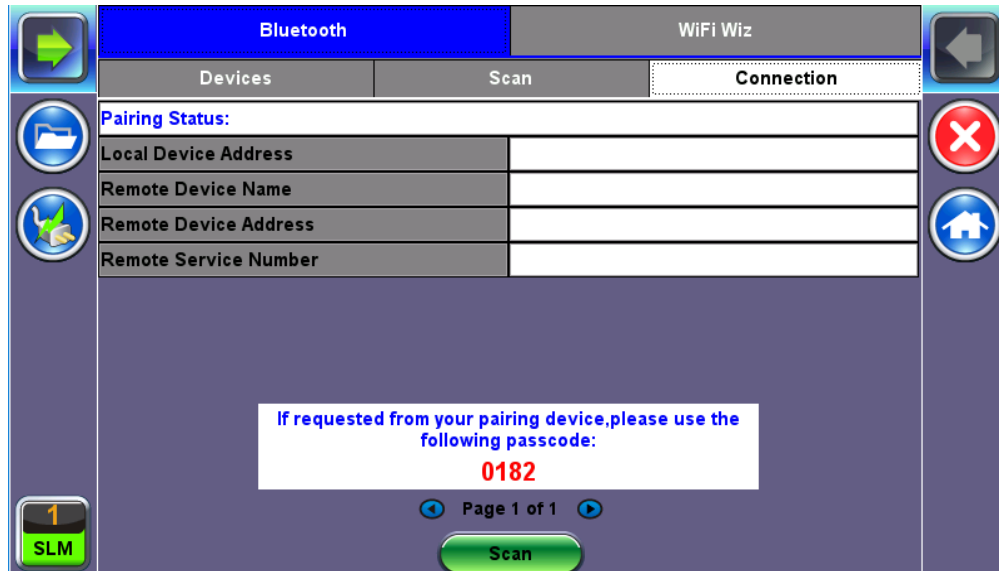 Bluetooth
WiFi Wiz
Devices
Scan
Connection
Pairing Status:
Local Device Address
Remote Device Name
Remote Device Address
Remote Service Number
If requested from your pairing device,please use the
following passcode:
0182
Page 1 of 1
Scan
1
SLM